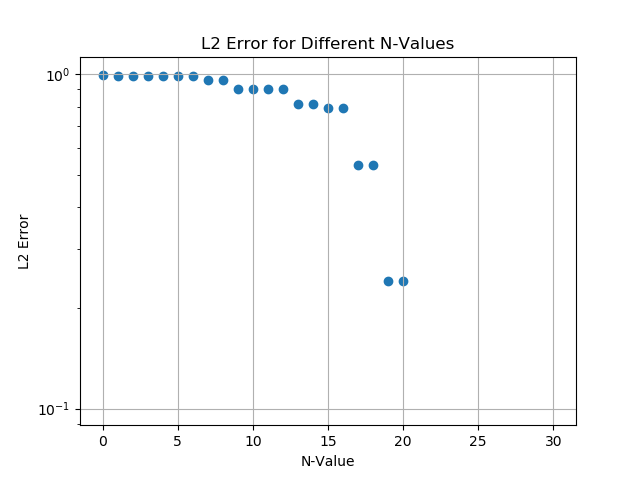 L2 Error for Different N-Values
10⁰
10⁻¹
L2 Error
0 5 10 15 20 25 30
N-Value